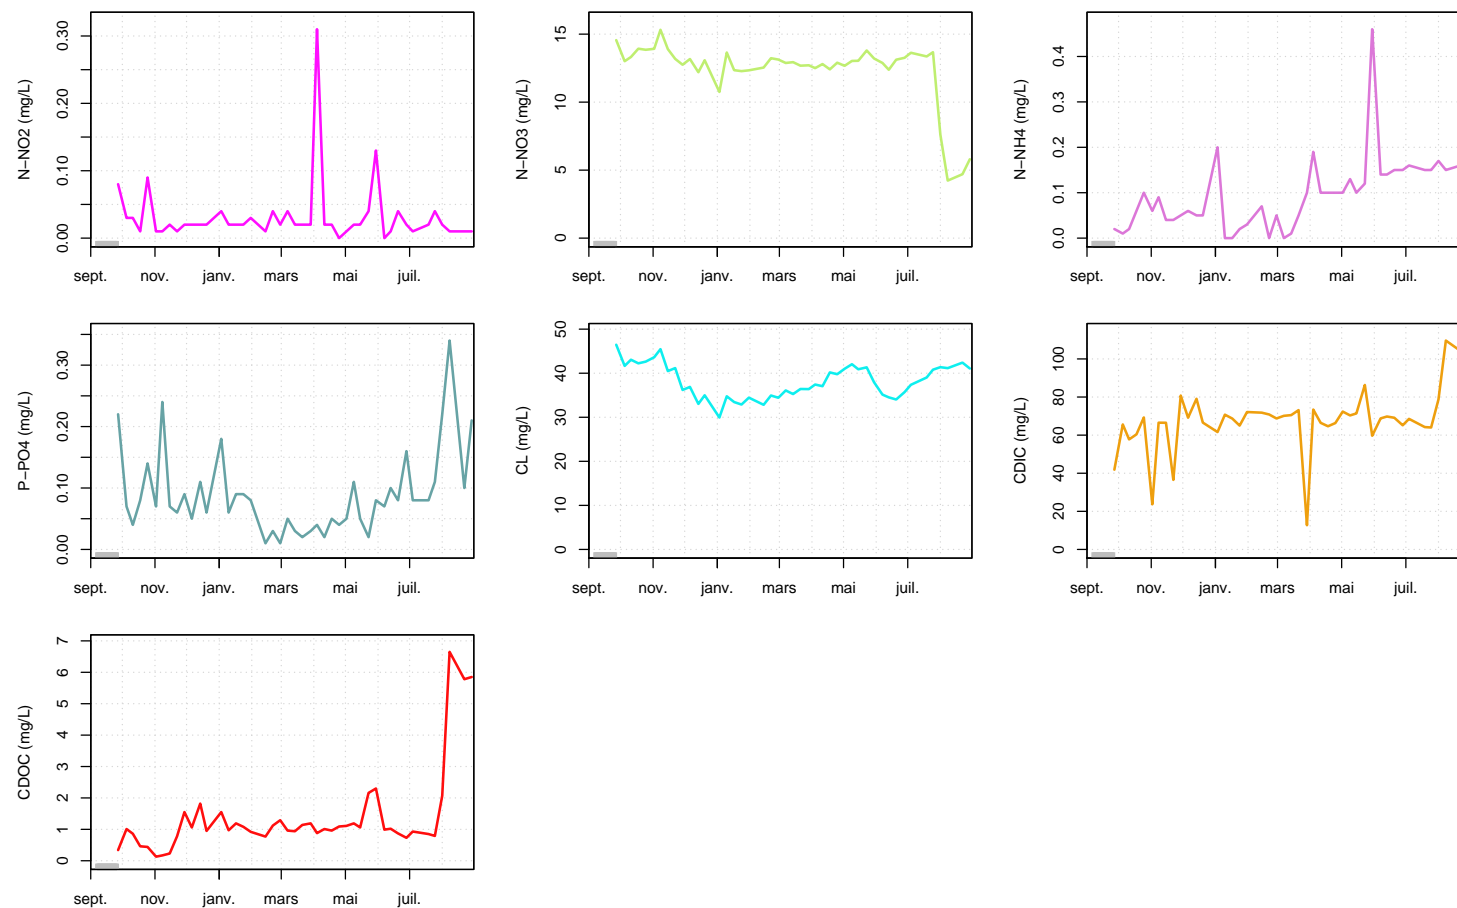 N−NO2 (mg/L)
0.00
0.10
0.20
0.30
sept.
nov.
janv.
mars
mai
juil.
N−NO3 (mg/L)
0
5
10
15
sept.
nov.
janv.
mars
mai
juil.
N−NH4 (mg/L)
0.0
0.1
0.2
0.3
0.4
sept.
nov.
janv.
mars
mai
juil.
P−PO4 (mg/L)
0.00
0.10
0.20
0.30
sept.
nov.
janv.
mars
mai
juil.
CL (mg/L)
0
10
20
30
40
50
sept.
nov.
janv.
mars
mai
juil.
CDIC (mg/L)
0
20
40
60
80
100
sept.
nov.
janv.
mars
mai
juil.
CDOC (mg/L)
0
1
2
3
4
5
6
7
sept.
nov.
janv.
mars
mai
juil.